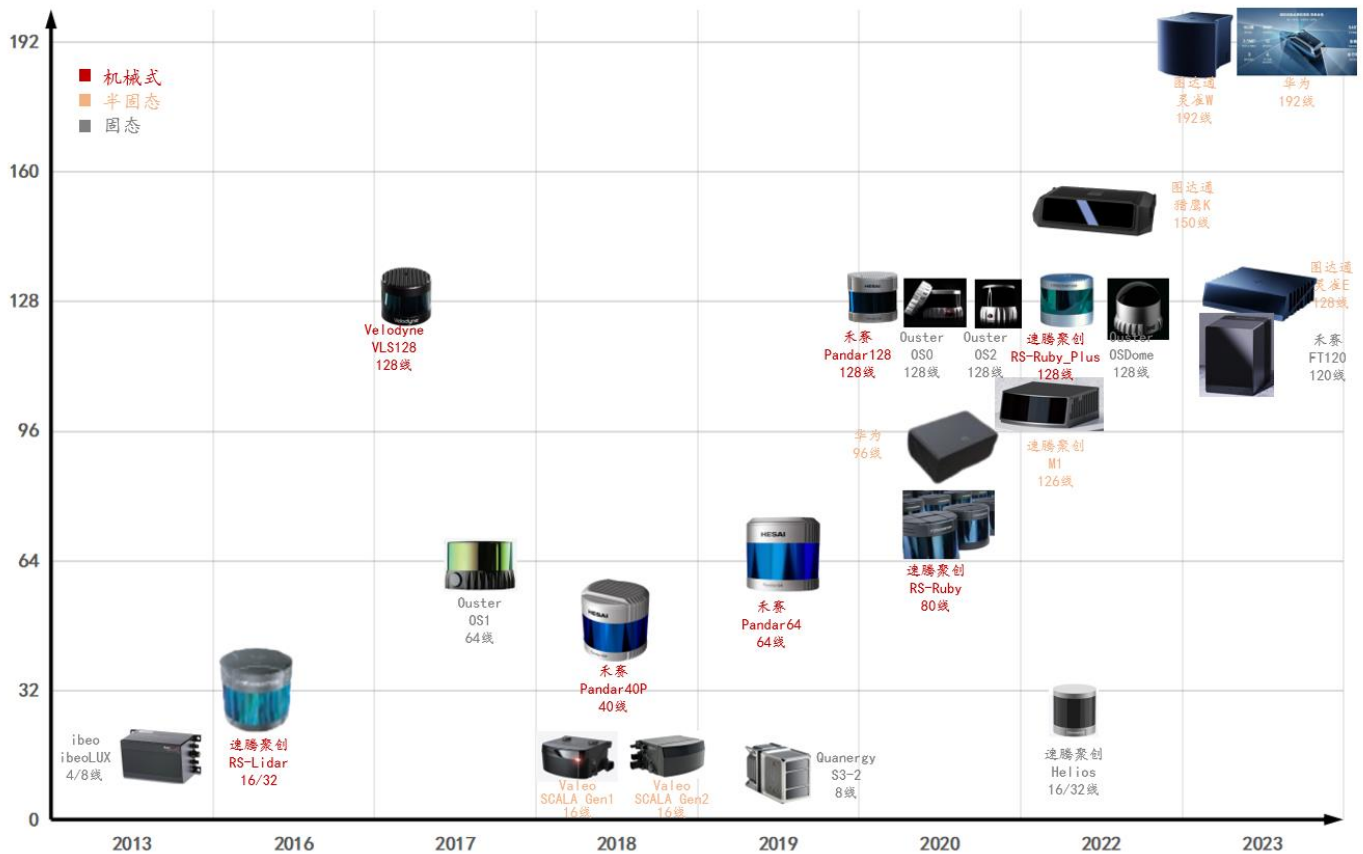 192
160
128
96
64
32
0
机械式
半固态
固态
图达通
灵雀W
192线
华为
192线
图达通
猎鹰K
150线
图达通
灵雀E
128线
Velodyne
Velodyne
VLS128
128线
HESAI
禾赛
Pandar128
128线
Ouster
OS0
128线
Ouster
OS2
128线
速腾聚创
RS-Ruby_Plus
128线
Ouster
OSDome
128线
禾赛
FT120
120线
华为
96线
速腾聚创
M1
126线
Ouster
OS1
64线
HESAI
禾赛
Pandar40P
40线
HESAI
禾赛
Pandar64
64线
速腾聚创
RS-Ruby
80线
ibeo
ibeoLUX
4/8线
速腾聚创
RS-Lidar
16/32
Valeo
SCALA Gen1
16线
Valeo
SCALA Gen2
16线
Quanergy
S3-2
8线
速腾聚创
Helios
16/32线
2013
2016
2017
2018
2019
2020
2022
2023